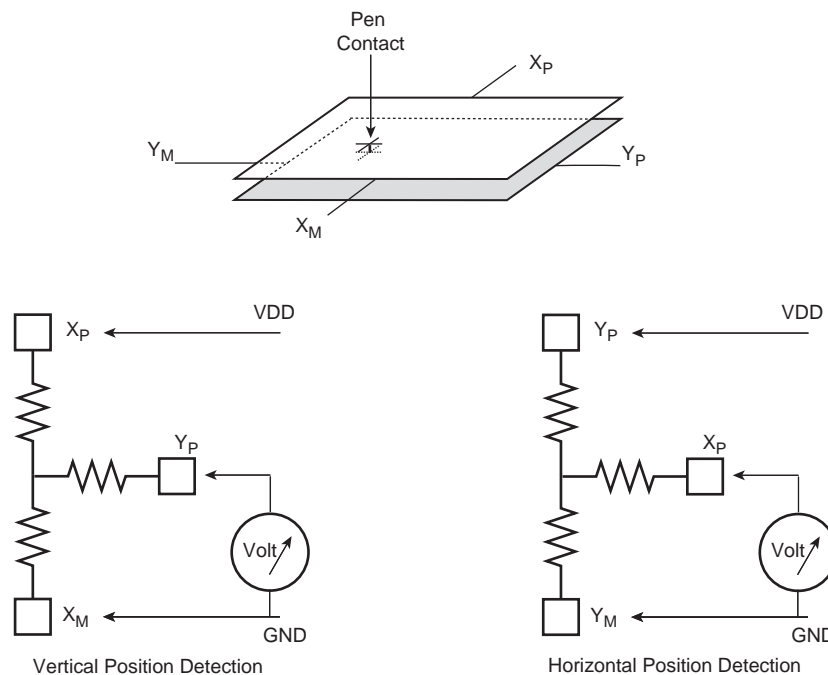 Pen
Contact
X_P
Y_M
Y_P
X_M
X_P
VDD
Y_P
Volt
X_M
GND
Vertical Position Detection
Y_P
VDD
X_P
Volt
Y_M
GND
Horizontal Position Detection